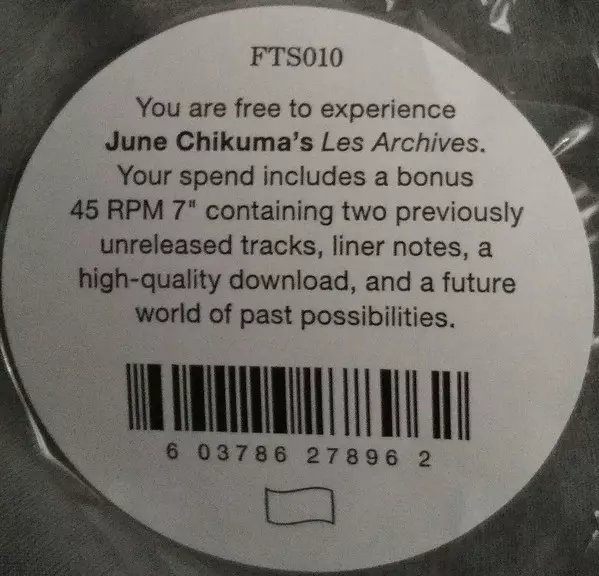 FTS010
You are free to experience
June Chikuma's Les Archives.
Your spend includes a bonus
45 RPM 7" containing two previously
unreleased tracks, liner notes, a
high-quality download, and a future
world of past possibilities.
6 03786 27896 2